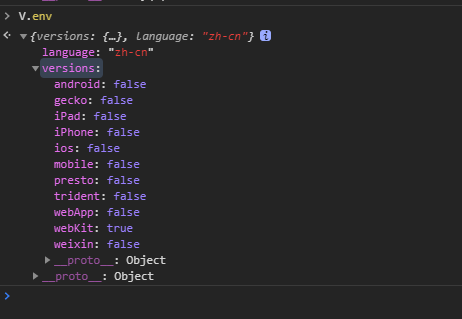 V.env
{versions: {…}, language: "zh-cn"} i
language: "zh-cn"
versions:
android: false
gecko: false
iPad: false
iPhone: false
ios: false
mobile: false
presto: false
trident: false
webApp: false
webKit: true
weixin: false
__proto__: Object
__proto__: Object